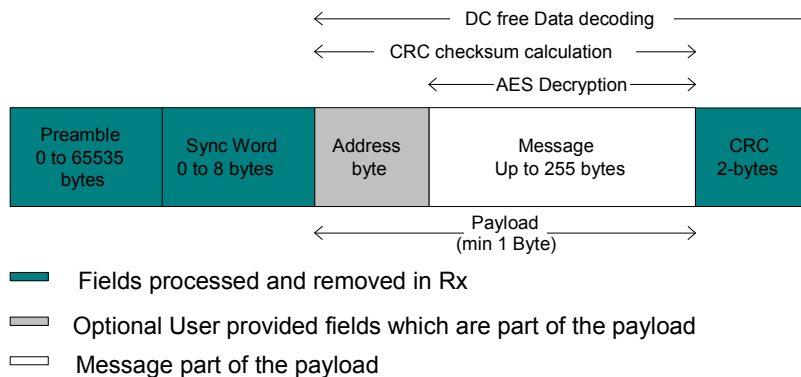 DC free Data decoding
CRC checksum calculation
AES Decryption
Preamble
0 to 65535
bytes
Sync Word
0 to 8 bytes
Address
byte
Message
Up to 255 bytes
CRC
2-bytes
Payload
(min 1 Byte)
Fields processed and removed in Rx
Optional User provided fields which are part of the payload
Message part of the payload